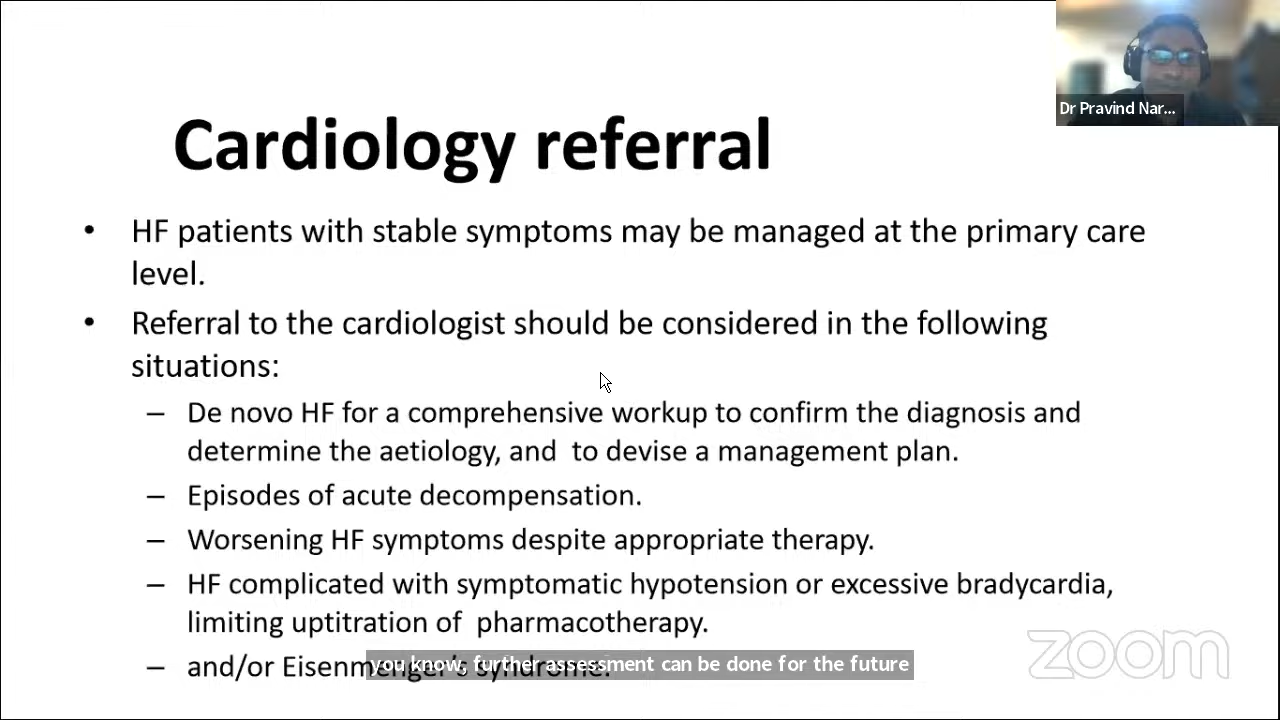 Dr Pravind Nar...
Cardiology referral
• HF patients with stable symptoms may be managed at the primary care
level.
• Referral to the cardiologist should be considered in the following
situations:
– De novo HF for a comprehensive workup to confirm the diagnosis and
determine the aetiology, and  to devise a management plan.
– Episodes of acute decompensation.
– Worsening HF symptoms despite appropriate therapy.
– HF complicated with symptomatic hypotension or excessive bradycardia,
limiting uptitration of  pharmacotherapy.
– and/or Eisenmenger's syndrome.
you know, further assessment can be done for the future
zoom